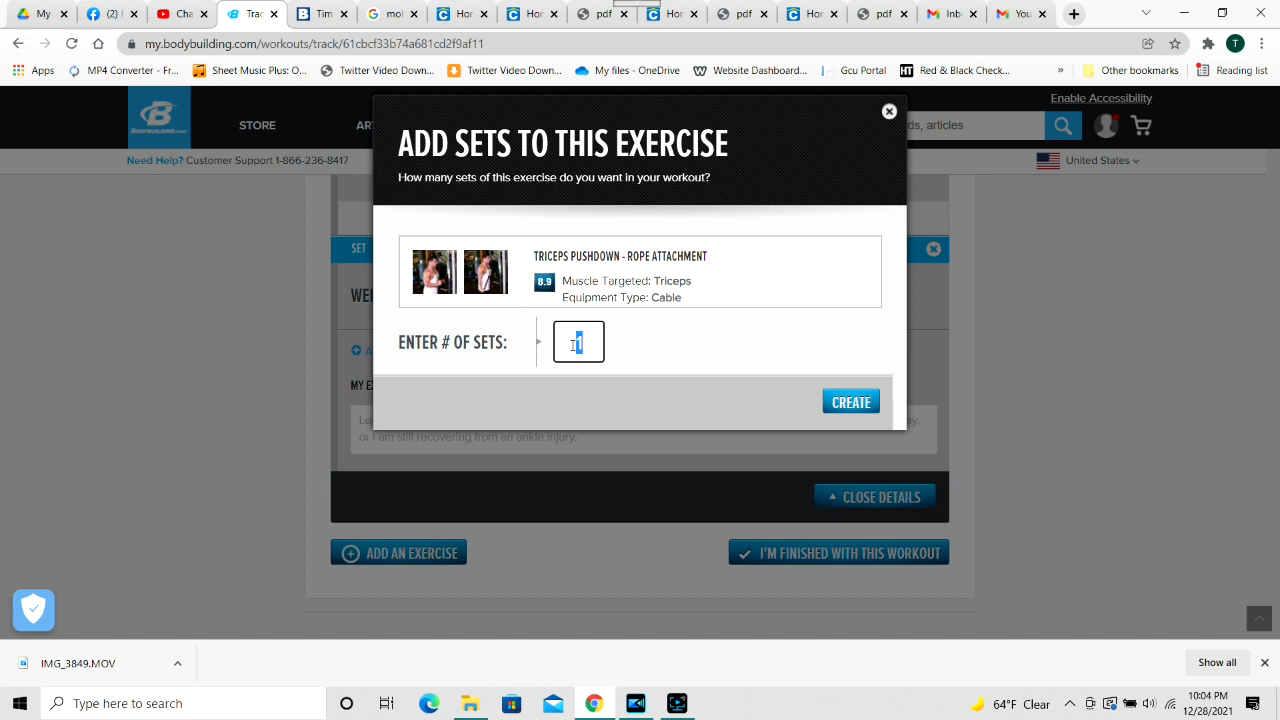 My
(2)
Cha
Trac
Tim
mol
Hor
Hor
pdf
Hor
pdf
Hor
pdf
Inb
You
my.bodybuilding.com/workouts/track/61cbcf33b74a681cd2f9af11
T
Apps
MP4 Converter - Fr...
Sheet Music Plus: O...
Twitter Video Down...
Twitter Video Down...
My files - OneDrive
Website Dashboard...
Gcu Portal
Red & Black Check...
»
Other bookmarks
Reading list
BODYBUILDING.COM
STORE
AR
Enable Accessibility
ds, articles
Need Help? Customer Support 1-866-236-8417
United States
ADD SETS TO THIS EXERCISE
How many sets of this exercise do you want in your workout?
SET
TRICEPS PUSHDOWN - ROPE ATTACHMENT
8.9
Muscle Targeted: Triceps
Equipment Type: Cable
ENTER # OF SETS:
1
CREATE
MY EX
or I am still recovering from an ankle injury.
CLOSE DETAILS
ADD AN EXERCISE
I'M FINISHED WITH THIS WORKOUT
IMG_3849.MOV
Show all
Type here to search
64°F Clear
10:04 PM
12/28/2021